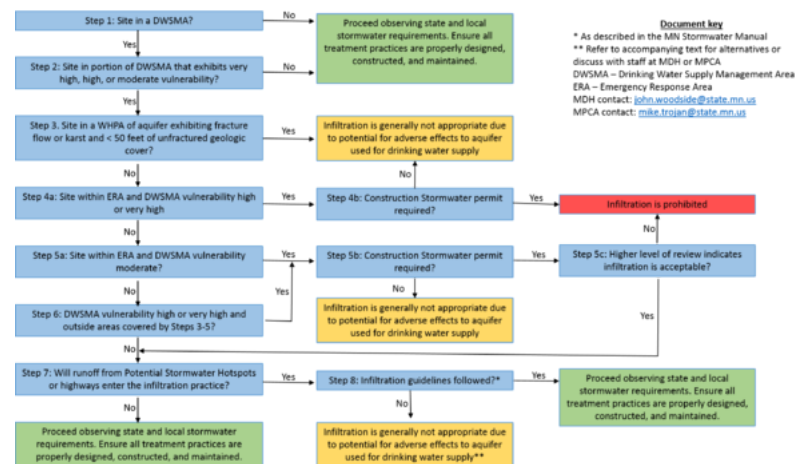 Step 1: Site in a DWSMA?
No
Proceed observing state and local
stormwater requirements. Ensure all
treatment practices are properly designed,
constructed, and maintained.
Document key
* As described in the MN Stormwater Manual
** Refer to accompanying text for alternatives or
discuss with staff at MDH or MPCA
DWSMA – Drinking Water Supply Management Area
ERA – Emergency Response Area
MDH contact: john.woodside@state.mn.us
MPCA contact: mike.trojan@state.mn.us
Yes
Step 2: Site in portion of DWSMA that exhibits very
high, high, or moderate vulnerability?
No
Yes
Step 3. Site in a WHPA of aquifer exhibiting fracture
flow or karst and < 50 feet of unfractured geologic
cover?
Yes
Infiltration is generally not appropriate due
to potential for adverse effects to aquifer
used for drinking water supply
No
No
Step 4a: Site within ERA and DWSMA vulnerability high
or very high
Yes
Step 4b: Construction Stormwater permit
required?
Yes
Infiltration is prohibited
No
No
Step 5a: Site within ERA and DWSMA vulnerability
moderate?
Yes
Step 5b: Construction Stormwater permit
required?
Yes
Step 5c: Higher level of review indicates
infiltration is acceptable?
No
Yes
No
Yes
Step 6: DWSMA vulnerability high or very high and
outside areas covered by Steps 3-5?
Infiltration is generally not appropriate due
to potential for adverse effects to aquifer
used for drinking water supply
No
Step 7: Will runoff from Potential Stormwater Hotspots
or highways enter the infiltration practice?
Yes
Step 8: Infiltration guidelines followed?*
Yes
Proceed observing state and local
stormwater requirements. Ensure all
treatment practices are properly designed,
constructed, and maintained.
No
No
Proceed observing state and local stormwater
requirements. Ensure all treatment practices are
properly designed, constructed, and maintained.
Infiltration is generally not appropriate due
to potential for adverse effects to aquifer
used for drinking water supply**